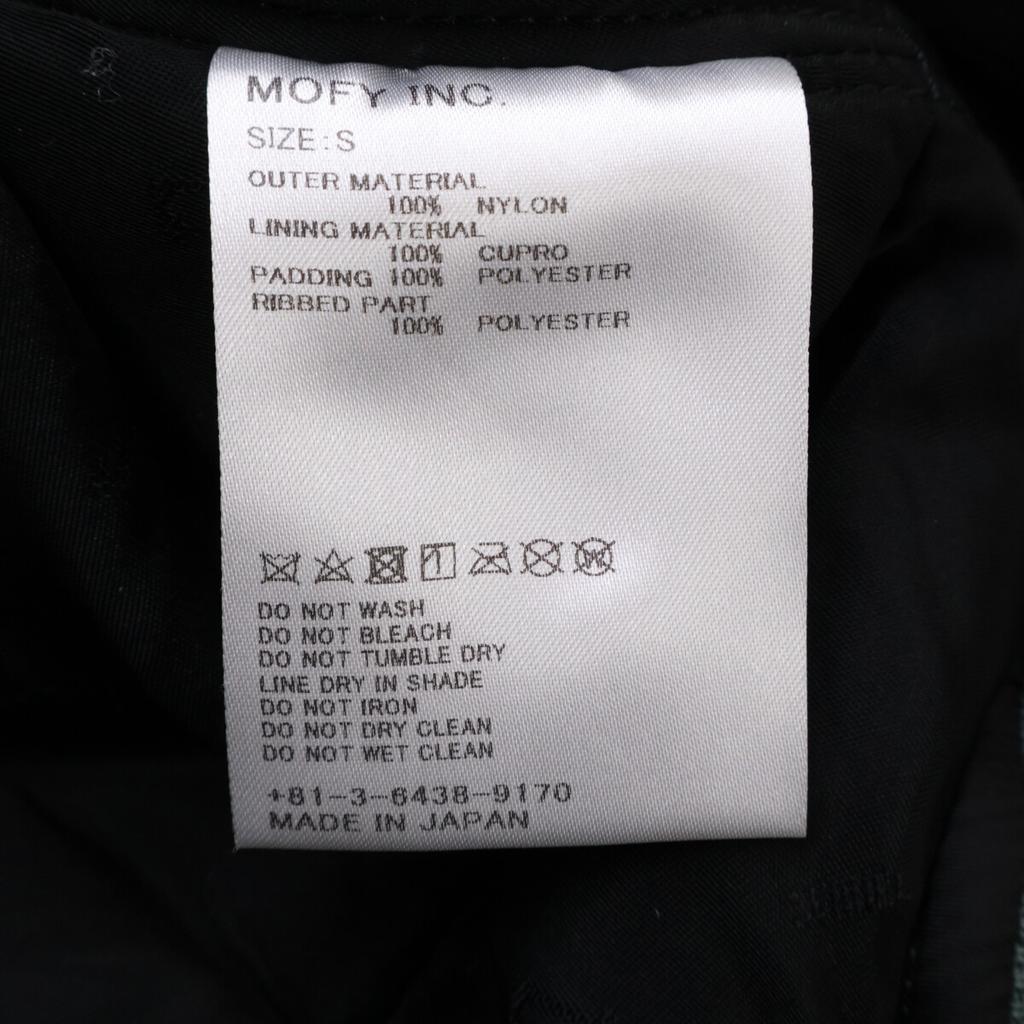 MOFY INC.
SIZE : S
OUTER MATERIAL
100% NYLON
LINING MATERIAL
100% CUPRO
PADDING 100% POLYESTER
RIBBED PART
100% POLYESTER
W
DO NOT WASH
DO NOT BLEACH
DO NOT TUMBLE DRY
LINE DRY IN SHADE
DO NOT IRON
DO NOT DRY CLEAN
DO NOT WET CLEAN
+81-3-6438-9170
MADE IN JAPAN